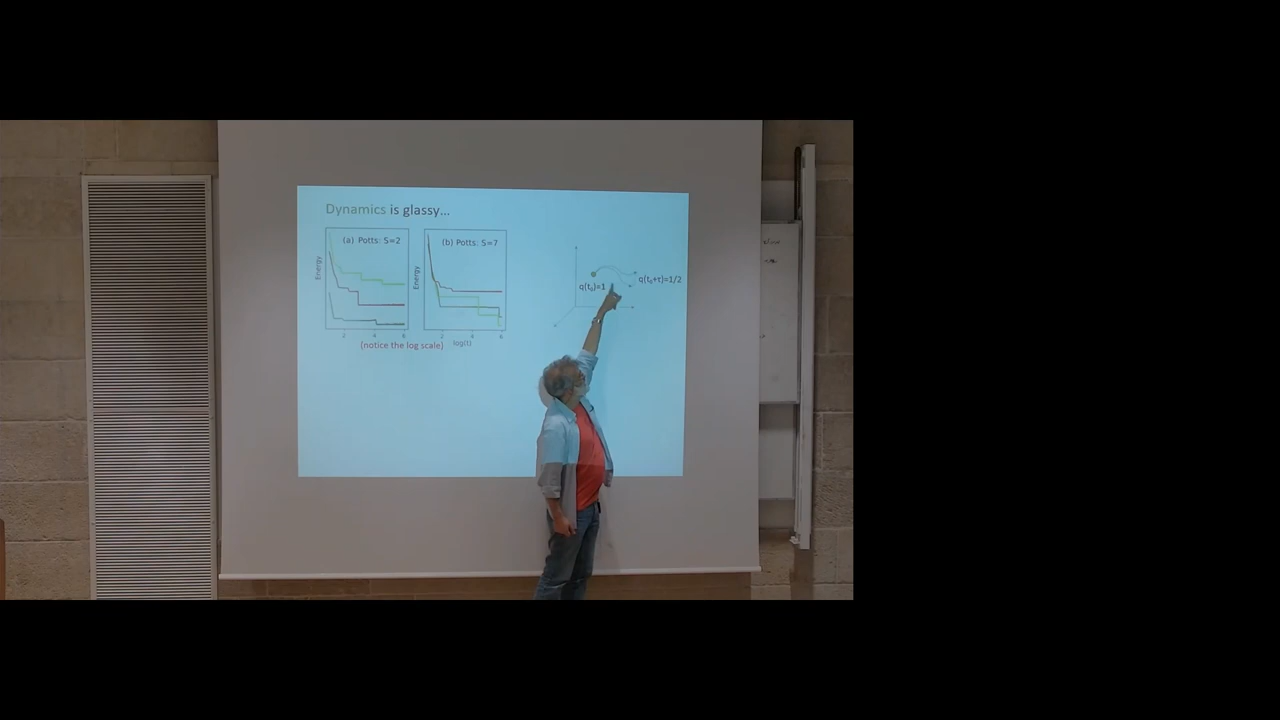 Dynamics is glassy...
(a) Potts: S=2
(b) Potts: S=7
Energy
Energy
2 4 6
2 4 6
log(t)
(notice the log scale)
q(t₀)=1
q(t₀+τ)=1/2